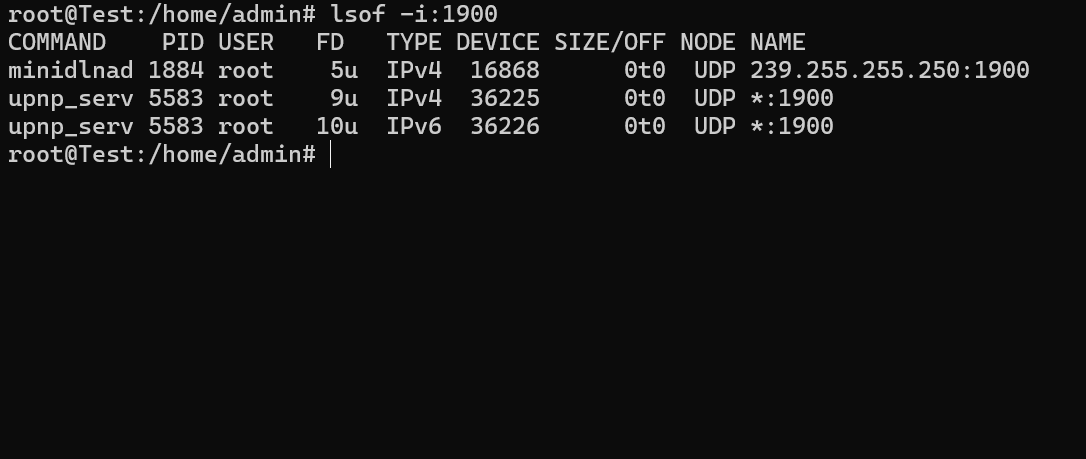 root@Test:/home/admin# lsof -i:1900
COMMAND    PID USER   FD   TYPE DEVICE SIZE/OFF NODE NAME
minidlnad 1884 root    5u  IPv4  16868      0t0  UDP 239.255.255.250:1900
upnp_serv 5583 root    9u  IPv4  36225      0t0  UDP *:1900
upnp_serv 5583 root   10u  IPv6  36226      0t0  UDP *:1900
root@Test:/home/admin#